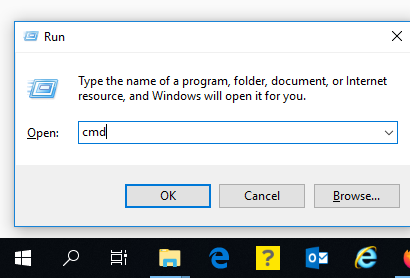 Run
Type the name of a program, folder, document, or Internet
resource, and Windows will open it for you.
Open: cmd
OK Cancel Browse...
?